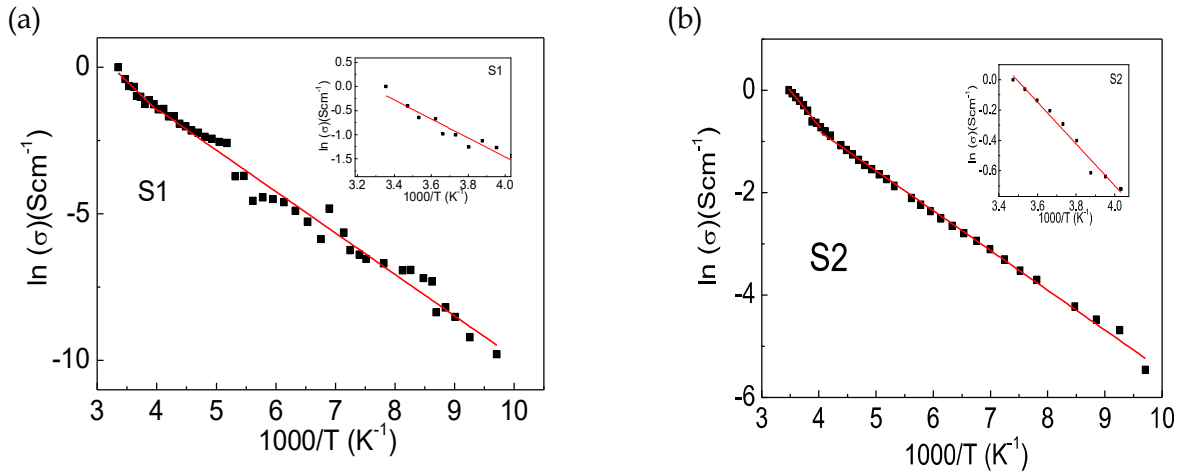 (a)
0
-5
-10
ln (σ)(Scm⁻¹)
3 4 5 6 7 8 9 10
1000/T (K⁻¹)
S1
0.5
0.0
-0.5
-1.0
-1.5
ln (σ)(Scm⁻¹)
3.2 3.4 3.6 3.8 4.0
1000/T (K⁻¹)
S1
(b)
0
-2
-4
-6
ln (σ)(Scm⁻¹)
3 4 5 6 7 8 9 10
1000/T (K⁻¹)
S2
0.0
-0.2
-0.4
-0.6
ln (σ)(Scm⁻¹)
3.4 3.6 3.8 4.0
1000/T (K⁻¹)
S2